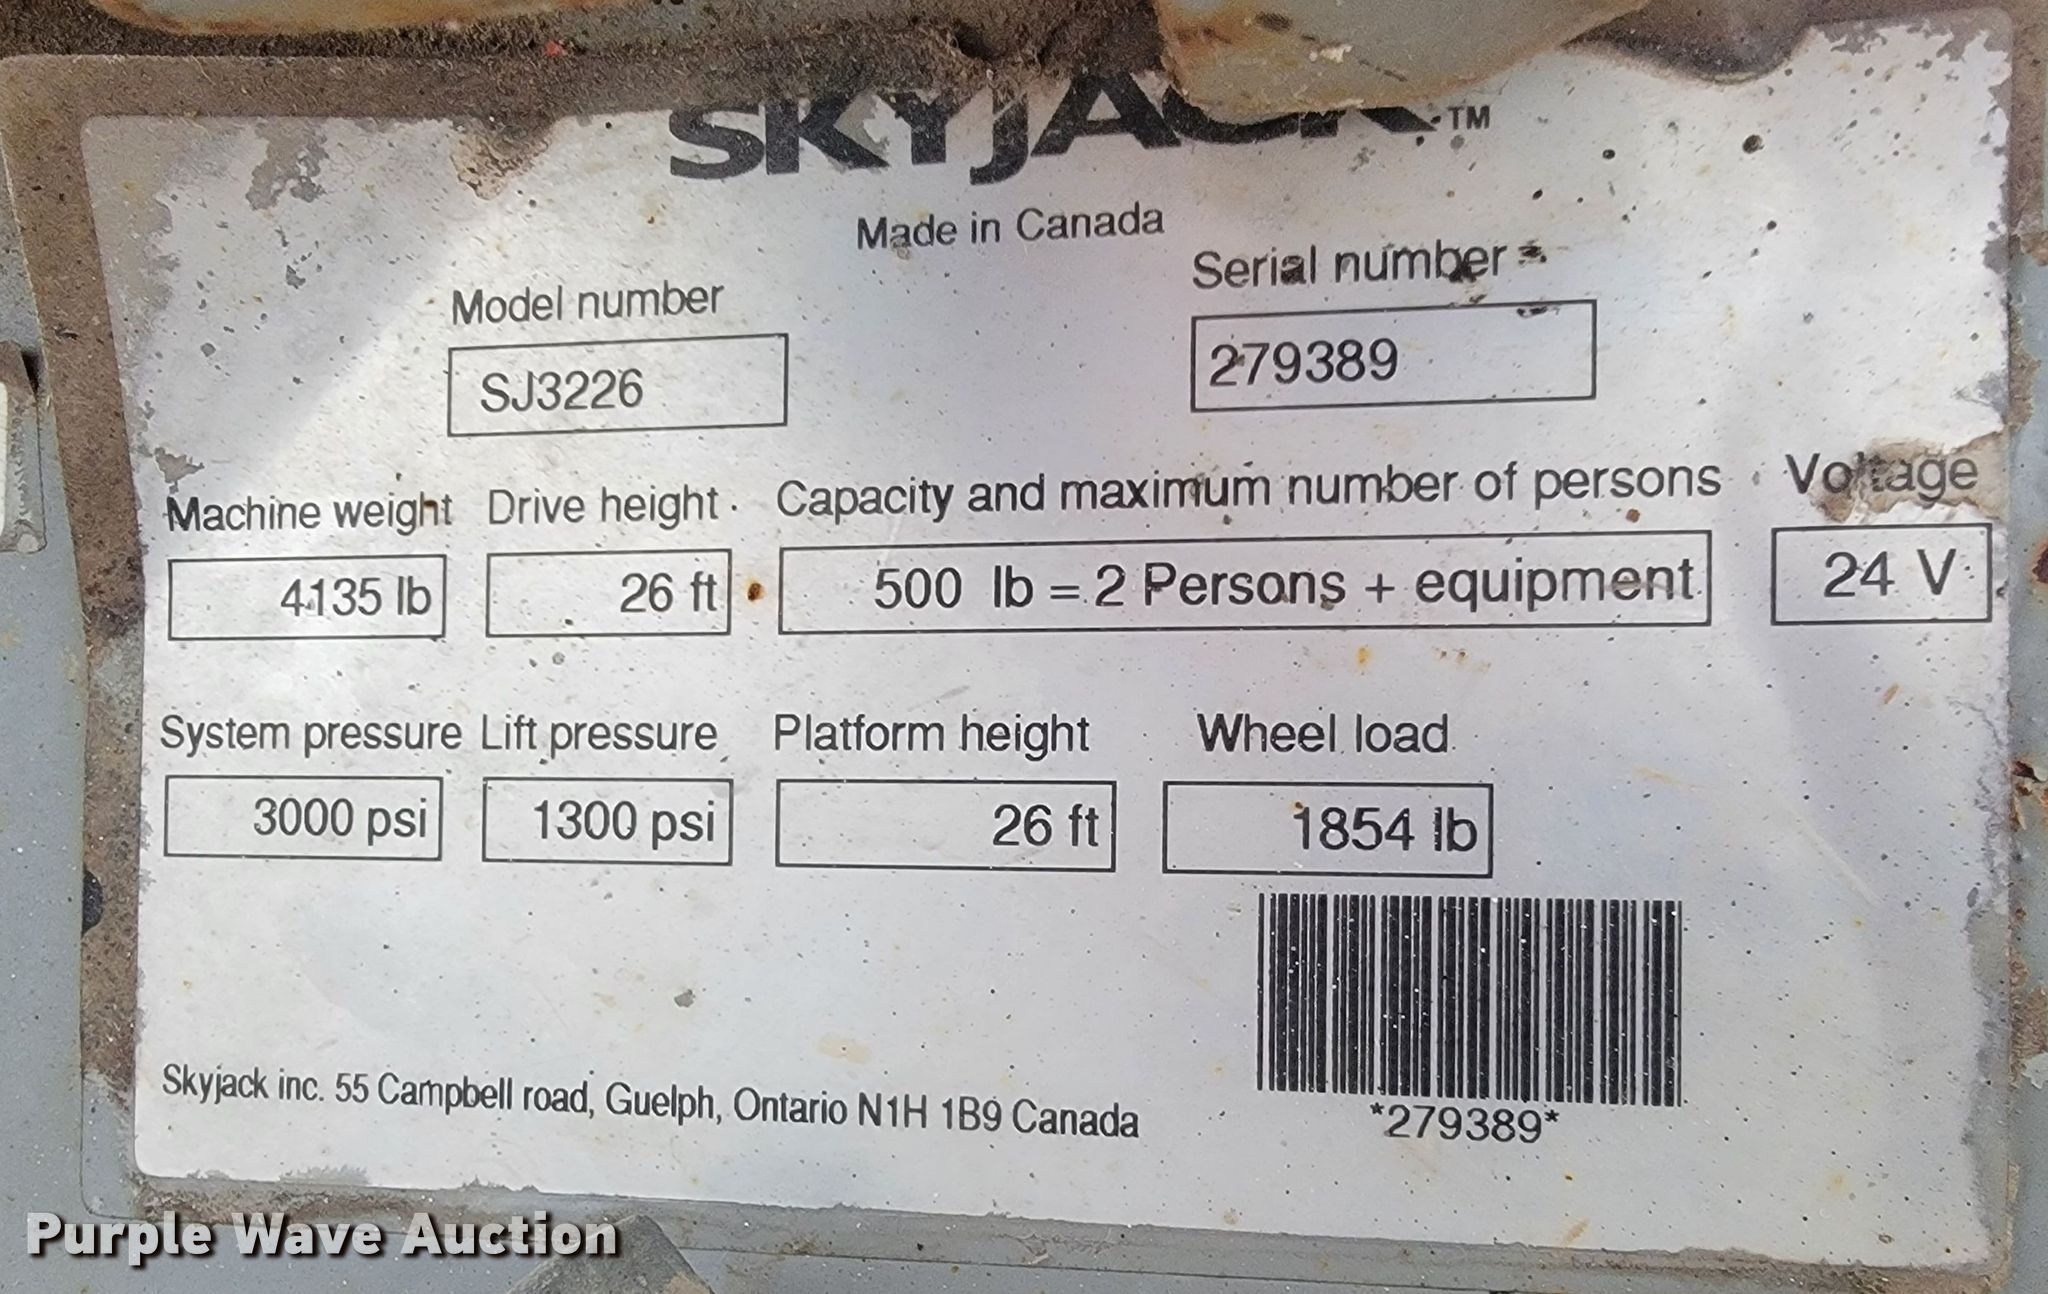 SKYJACK™
Made in Canada
Model number
Serial number
SJ3226
279389
Machine weight Drive height Capacity and maximum number of persons Voltage
4135 lb 26 ft 500 lb = 2 Persons + equipment 24 V
System pressure Lift pressure Platform height Wheel load
3000 psi 1300 psi 26 ft 1854 lb
*279389*
Skyjack inc. 55 Campbell road, Guelph, Ontario N1H 1B9 Canada
Purple Wave Auction